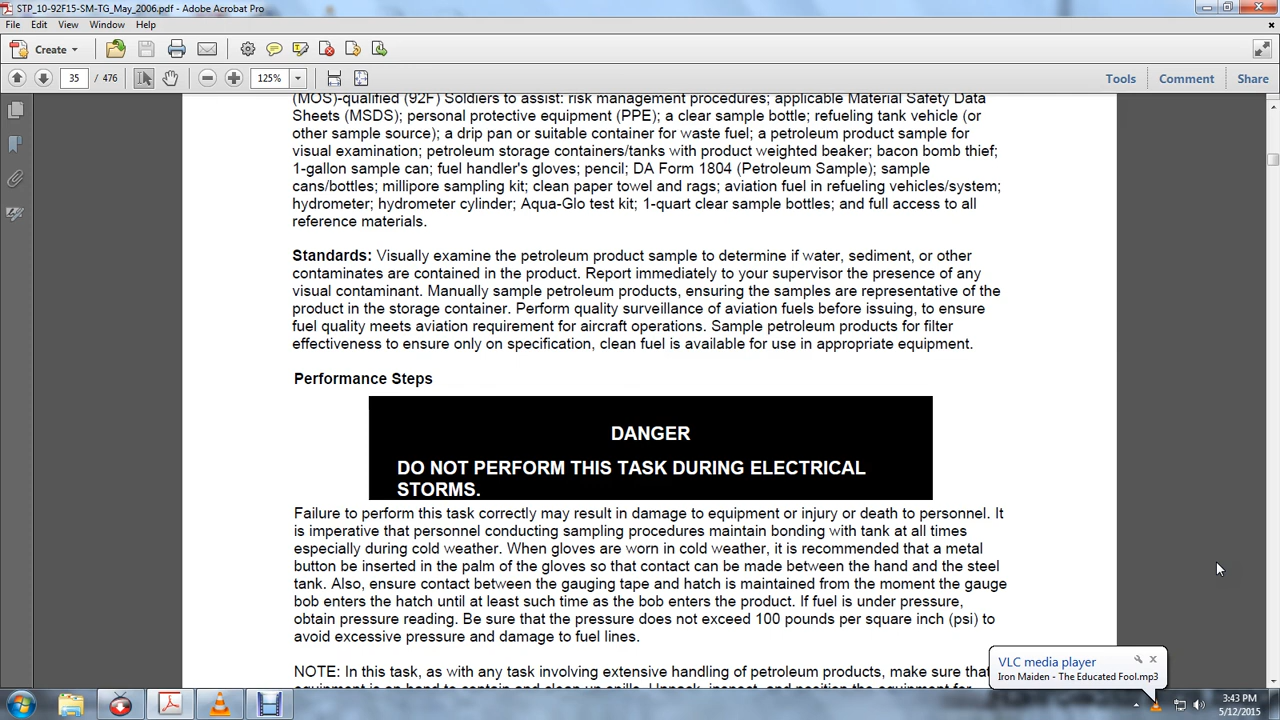 STP_10-92F15-SM-TG_May_2006.pdf - Adobe Acrobat Pro
File Edit View Window Help
Create
35 / 476 125% Tools Comment Share
(MOS)-qualified (92F) Soldiers to assist: risk management procedures; applicable Material Safety Data
Sheets (MSDS); personal protective equipment (PPE); a clear sample bottle; refueling tank vehicle (or
other sample source); a drip pan or suitable container for waste fuel; a petroleum product sample for
visual examination; petroleum storage containers/tanks with product weighted beaker; bacon bomb thief;
1-gallon sample can; fuel handler's gloves; pencil; DA Form 1804 (Petroleum Sample); sample
cans/bottles; millipore sampling kit; clean paper towel and rags; aviation fuel in refueling vehicles/system;
hydrometer; hydrometer cylinder; Aqua-Glo test kit; 1-quart clear sample bottles; and full access to all
reference materials.
Standards: Visually examine the petroleum product sample to determine if water, sediment, or other
contaminates are contained in the product. Report immediately to your supervisor the presence of any
visual contaminant. Manually sample petroleum products, ensuring the samples are representative of the
product in the storage container. Perform quality surveillance of aviation fuels before issuing, to ensure
fuel quality meets aviation requirement for aircraft operations. Sample petroleum products for filter
effectiveness to ensure only on specification, clean fuel is available for use in appropriate equipment.
Performance Steps
DANGER
DO NOT PERFORM THIS TASK DURING ELECTRICAL
STORMS.
Failure to perform this task correctly may result in damage to equipment or injury or death to personnel. It
is imperative that personnel conducting sampling procedures maintain bonding with tank at all times
especially during cold weather. When gloves are worn in cold weather, it is recommended that a metal
button be inserted in the palm of the gloves so that contact can be made between the hand and the steel
tank. Also, ensure contact between the gauging tape and hatch is maintained from the moment the gauge
bob enters the hatch until at least such time as the bob enters the product. If fuel is under pressure,
obtain pressure reading. Be sure that the pressure does not exceed 100 pounds per square inch (psi) to
avoid excessive pressure and damage to fuel lines.
NOTE: In this task, as with any task involving extensive handling of petroleum products, make sure that
VLC media player
Iron Maiden - The Educated Fool.mp3
3:43 PM
5/12/2015